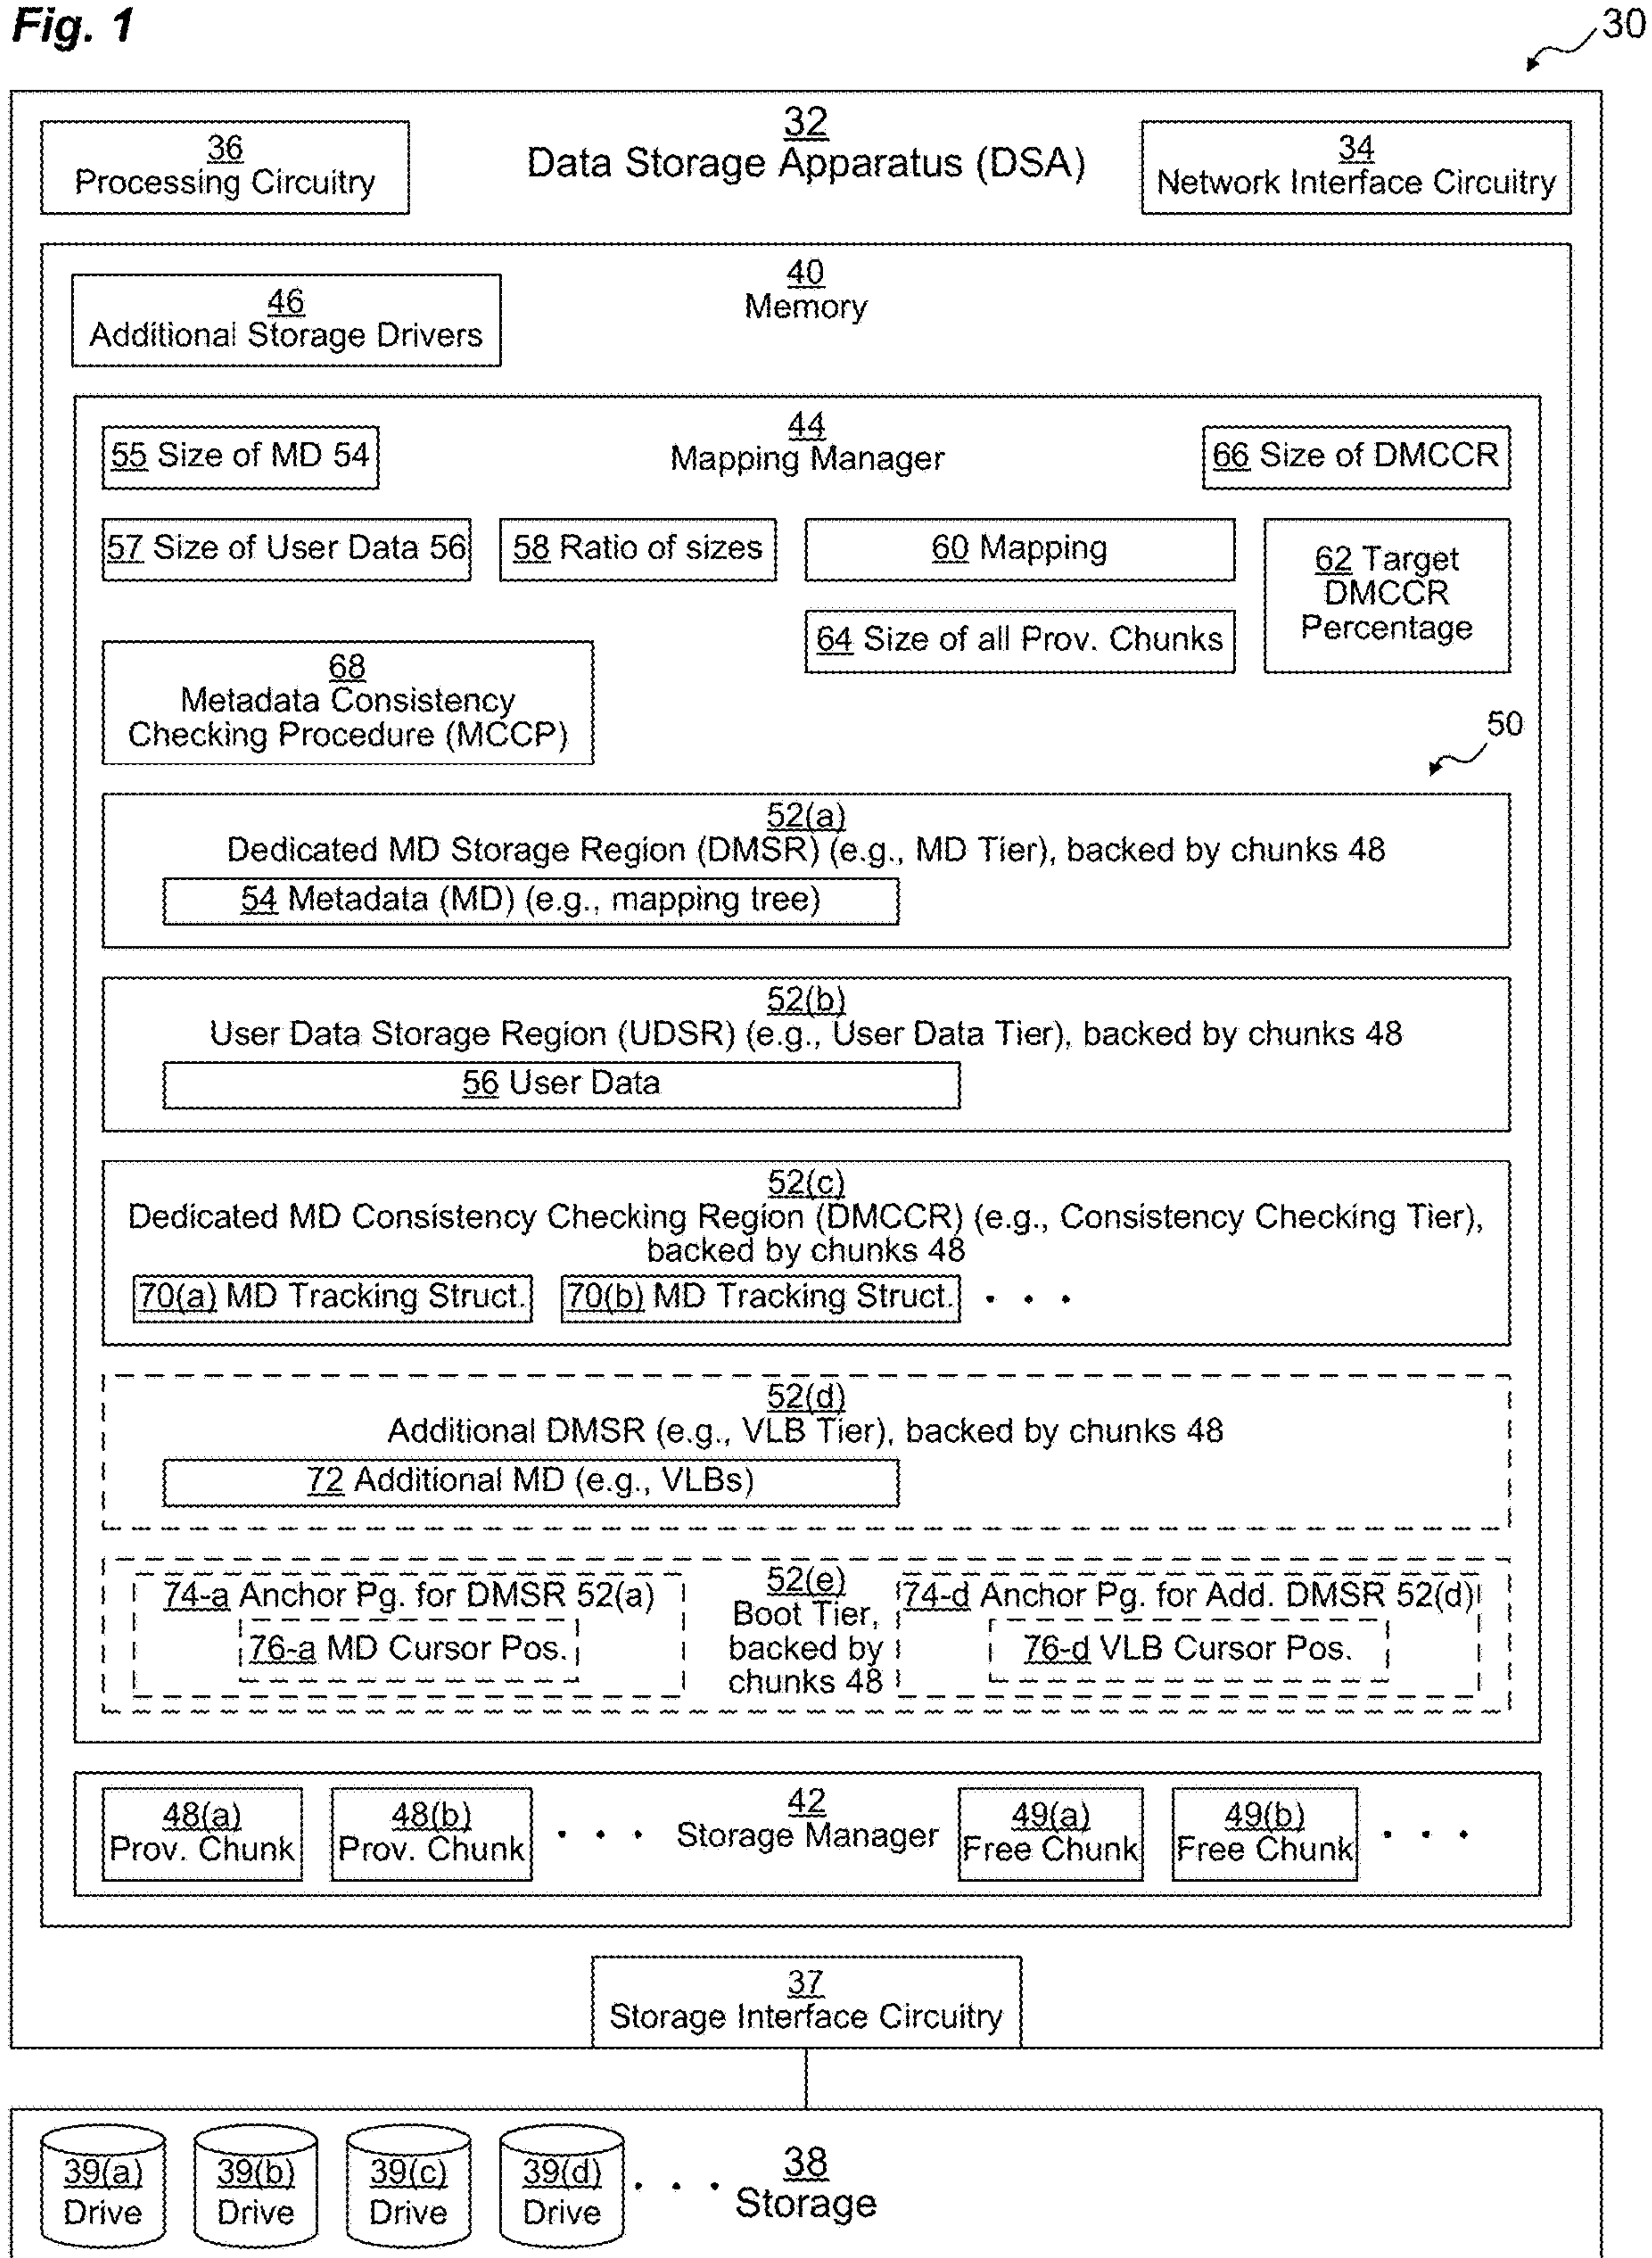 Fig. 1
30
32
Data Storage Apparatus (DSA)
36
Processing Circuitry
34
Network Interface Circuitry
40
Memory
46
Additional Storage Drivers
44
Mapping Manager
55 Size of MD 54
66 Size of DMCCR
57 Size of User Data 56
58 Ratio of sizes
60 Mapping
62 Target
DMCCR
Percentage
64 Size of all Prov. Chunks
68
Metadata Consistency
Checking Procedure (MCCP)
50
52(a)
Dedicated MD Storage Region (DMSR) (e.g., MD Tier), backed by chunks 48
54 Metadata (MD) (e.g., mapping tree)
52(b)
User Data Storage Region (UDSR) (e.g., User Data Tier), backed by chunks 48
56 User Data
52(c)
Dedicated MD Consistency Checking Region (DMCCR) (e.g., Consistency Checking Tier),
backed by chunks 48
70(a) MD Tracking Struct.
70(b) MD Tracking Struct.
• • •
52(d)
Additional DMSR (e.g., VLB Tier), backed by chunks 48
72 Additional MD (e.g., VLBs)
52(e)
Boot Tier,
backed by
chunks 48
74-a Anchor Pg. for DMSR 52(a)
76-a MD Cursor Pos.
74-d Anchor Pg. for Add. DMSR 52(d)
76-d VLB Cursor Pos.
48(a)
Prov. Chunk
48(b)
Prov. Chunk
• • •
42
Storage Manager
49(a)
Free Chunk
49(b)
Free Chunk
• • •
37
Storage Interface Circuitry
39(a)
Drive
39(b)
Drive
39(c)
Drive
39(d)
Drive
• • •
38
Storage